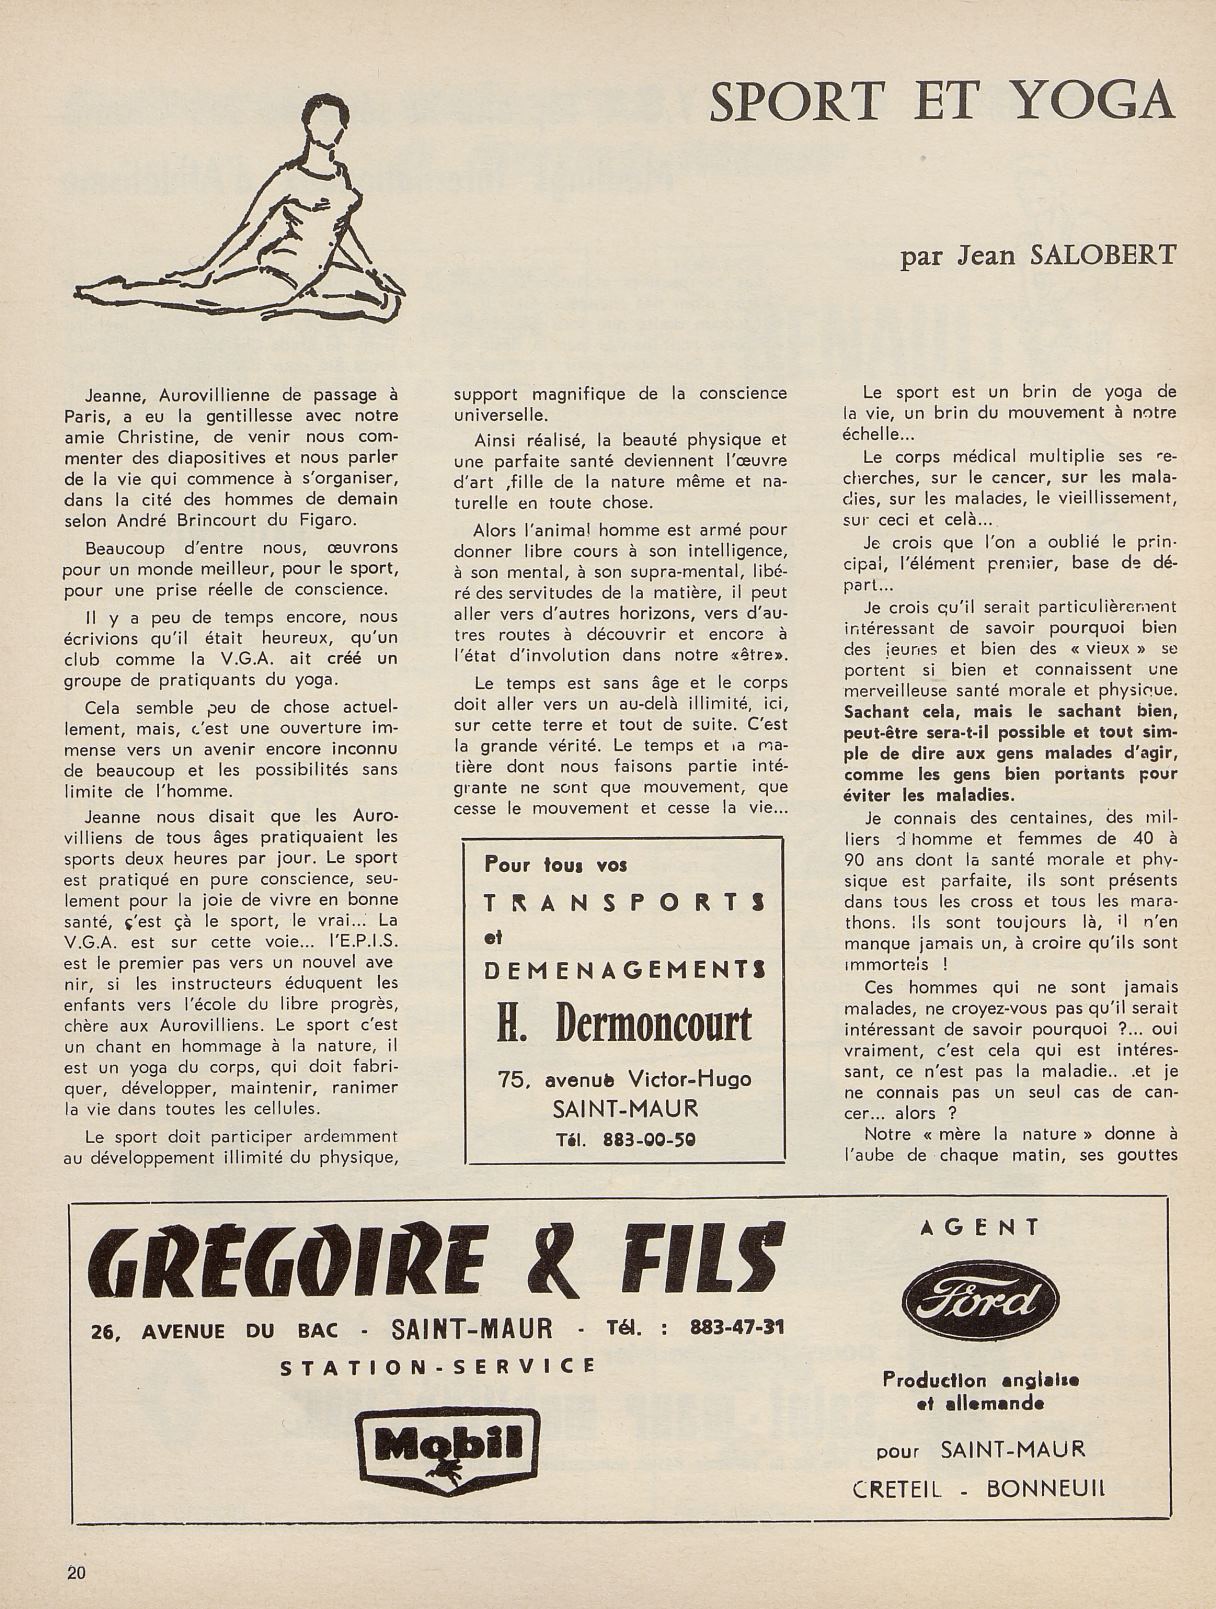 SPORT ET YOGA
par Jean SALOBERT
Jeanne, Aurovillienne de passage à
Paris, a eu la gentillesse avec notre
amie Christine, de venir nous com-
menter des diapositives et nous parler
de la vie qui commence à s'organiser,
dans la cité des hommes de demain
selon André Brincourt du Figaro.
Beaucoup d'entre nous, œuvrons
pour un monde meilleur, pour le sport,
pour une prise réelle de conscience.
Il y a peu de temps encore, nous
écrivions qu'il était heureux, qu'un
club comme la V.G.A. ait créé un
groupe de pratiquants du yoga.
Cela semble peu de chose actuel-
lement, mais, c'est une ouverture im-
mense vers un avenir encore inconnu
de beaucoup et les possibilités sans
limite de l'homme.
Jeanne nous disait que les Auro-
villiens de tous âges pratiquaient les
sports deux heures par jour. Le sport
est pratiqué en pure conscience, seu-
lement pour la joie de vivre en bonne
santé, ç'est çà le sport, le vrai... La
V.G.A. est sur cette voie... l'E.P.I.S.
est le premier pas vers un nouvel ave
nir, si les instructeurs éduquent les
enfants vers l'école du libre progrès,
chère aux Aurovilliens. Le sport c'est
un chant en hommage à la nature, il
est un yoga du corps, qui doit fabri-
quer, développer, maintenir, ranimer
la vie dans toutes les cellules.
Le sport doit participer ardemment
au développement illimité du physique,
support magnifique de la conscience
universelle.
Ainsi réalisé, la beauté physique et
une parfaite santé deviennent l'œuvre
d'art ,fille de la nature même et na-
turelle en toute chose.
Alors l'animal homme est armé pour
donner libre cours à son intelligence,
à son mental, à son supra-mental, libé-
ré des servitudes de la matière, il peut
aller vers d'autres horizons, vers d'au-
tres routes à découvrir et encore à
l'état d'involution dans notre «être».
Le temps est sans âge et le corps
doit aller vers un au-delà illimité, ici,
sur cette terre et tout de suite. C'est
la grande vérité. Le temps et la ma-
tière dont nous faisons partie inté-
grante ne sont que mouvement, que
cesse le mouvement et cesse la vie...
Pour tous vos
TRANSPORTS
et
DEMENAGEMENTS
H. Dermoncourt
75, avenue Victor-Hugo
SAINT-MAUR
Tél. 883-00-50
Le sport est un brin de yoga de
la vie, un brin du mouvement à notre
échelle...
Le corps médical multiplie ses re-
cherches, sur le cancer, sur les mala-
dies, sur les malades, le vieillissement,
sur ceci et celà...
Je crois que l'on a oublié le prin-
cipal, l'élément premier, base de dé-
part...
Je crois qu'il serait particulièrement
intéressant de savoir pourquoi bien
des jeunes et bien des « vieux » se
portent si bien et connaissent une
merveilleuse santé morale et physique.
Sachant cela, mais le sachant bien,
peut-être sera-t-il possible et tout sim-
ple de dire aux gens malades d'agir,
comme les gens bien portants pour
éviter les maladies.
Je connais des centaines, des mil-
liers d'homme et femmes de 40 à
90 ans dont la santé morale et phy-
sique est parfaite, ils sont présents
dans tous les cross et tous les mara-
thons. Ils sont toujours là, il n'en
manque jamais un, à croire qu'ils sont
immortels !
Ces hommes qui ne sont jamais
malades, ne croyez-vous pas qu'il serait
intéressant de savoir pourquoi ?... oui
vraiment, c'est cela qui est intéres-
sant, ce n'est pas la maladie.. .et je
ne connais pas un seul cas de can-
cer... alors ?
Notre « mère la nature » donne à
l'aube de chaque matin, ses gouttes
GRÉGOIRE & FILS
26, AVENUE DU BAC - SAINT-MAUR - Tél. : 883-47-31
STATION-SERVICE
Mobil
AGENT
Ford
Production anglaise
et allemande
pour SAINT-MAUR
CRETEIL - BONNEUIL
20